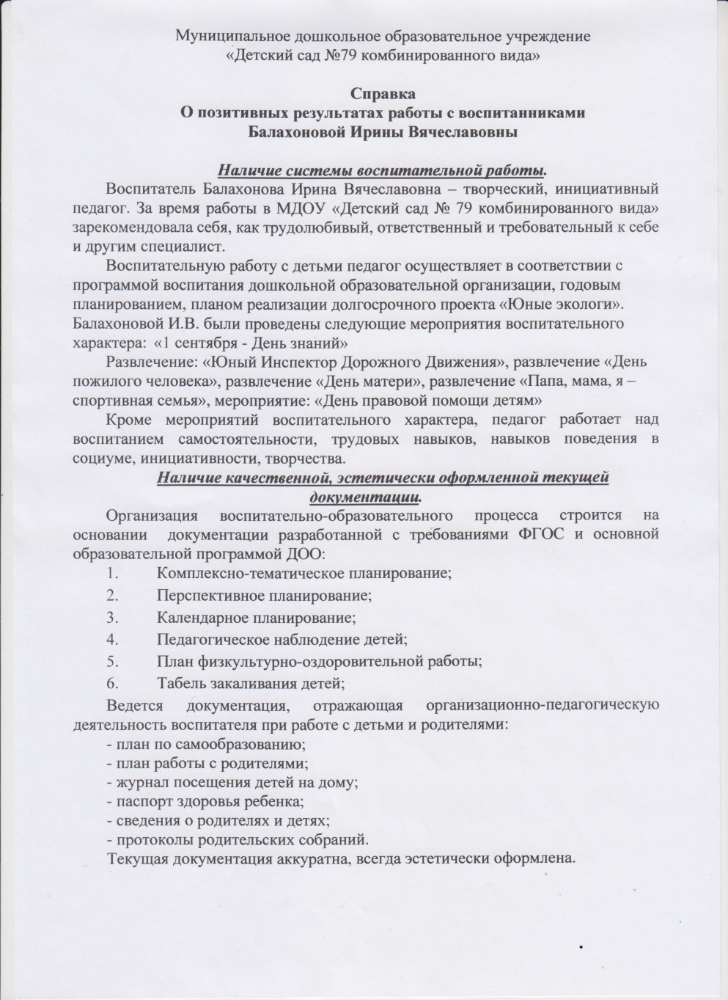 Муниципальное дошкольное образовательное учреждение
«Детский сад №79 комбинированного вида»
Справка
О позитивных результатах работы с воспитанниками
Балахоновой Ирины Вячеславовны
Наличие системы воспитательной работы.
Воспитатель Балахонова Ирина Вячеславовна – творческий, инициативный
педагог. За время работы в МДОУ «Детский сад № 79 комбинированного вида»
зарекомендовала себя, как трудолюбивый, ответственный и требовательный к себе
и другим специалист.
Воспитательную работу с детьми педагог осуществляет в соответствии с
программой воспитания дошкольной образовательной организации, годовым
планированием, планом реализации долгосрочного проекта «Юные экологи».
Балахоновой И.В. были проведены следующие мероприятия воспитательного
характера: «1 сентября - День знаний»
Развлечение: «Юный Инспектор Дорожного Движения», развлечение «День
пожилого человека», развлечение «День матери», развлечение «Папа, мама, я –
спортивная семья», мероприятие: «День правовой помощи детям»
Кроме мероприятий воспитательного характера, педагог работает над
воспитанием самостоятельности, трудовых навыков, навыков поведения в
социуме, инициативности, творчества.
Наличие качественной, эстетически оформленной текущей
документации.
Организация воспитательно-образовательного процесса строится на
основании документации разработанной с требованиями ФГОС и основной
образовательной программой ДОО:
1. Комплексно-тематическое планирование;
2. Перспективное планирование;
3. Календарное планирование;
4. Педагогическое наблюдение детей;
5. План физкультурно-оздоровительной работы;
6. Табель закаливания детей;
Ведется документация, отражающая организационно-педагогическую
деятельность воспитателя при работе с детьми и родителями:
- план по самообразованию;
- план работы с родителями;
- журнал посещения детей на дому;
- паспорт здоровья ребенка;
- сведения о родителях и детях;
- протоколы родительских собраний.
Текущая документация аккуратна, всегда эстетически оформлена.